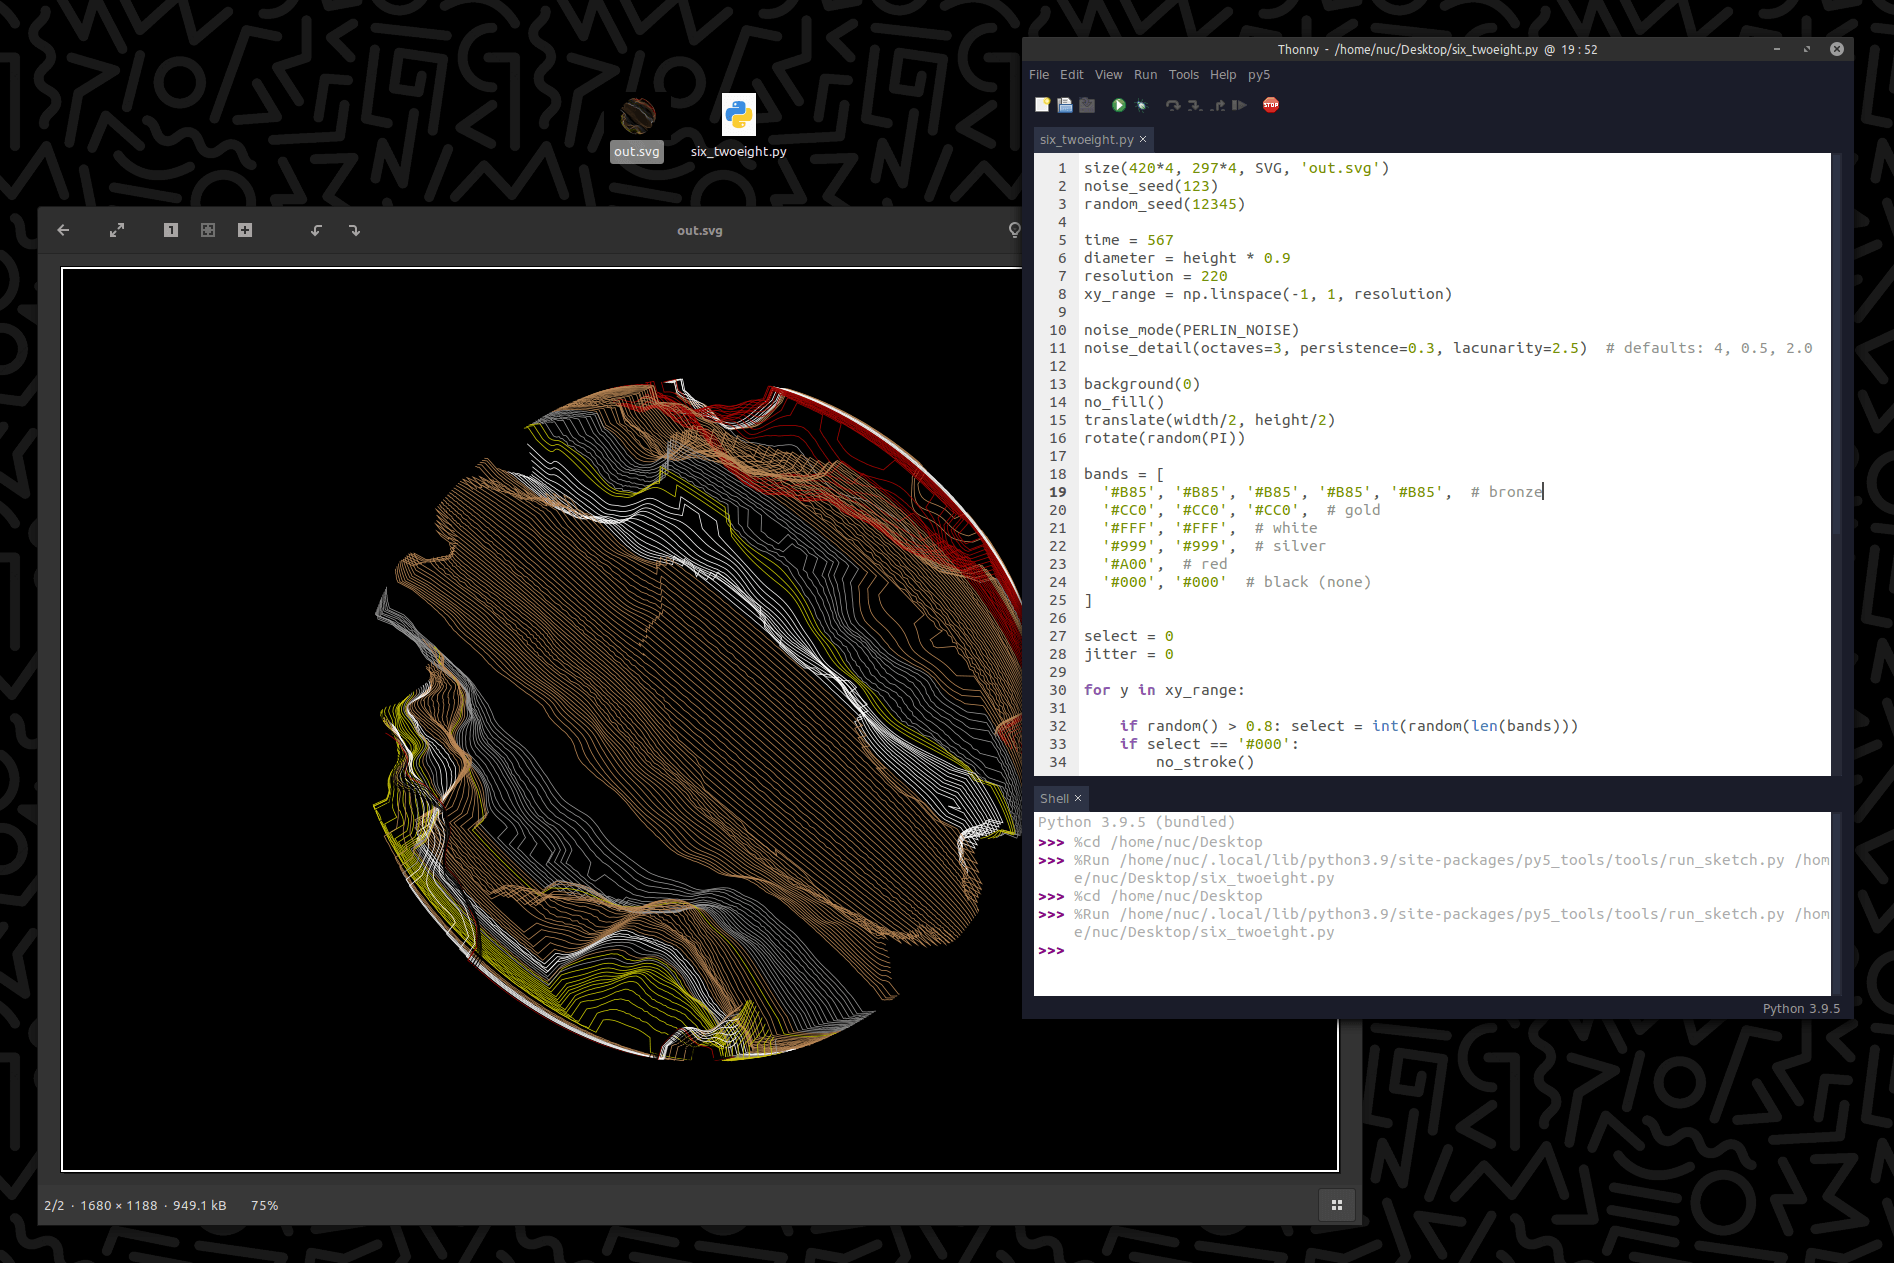 out.svg
six_twoeight.py
out.svg
2/2 · 1680 × 1188 · 949.1 kB 75%
Thonny - /home/nuc/Desktop/six_twoeight.py @ 19 : 52
File Edit View Run Tools Help py5
STOP
six_twoeight.py ×
1 size(420*4, 297*4, SVG, 'out.svg')
2 noise_seed(123)
3 random_seed(12345)
4
5 time = 567
6 diameter = height * 0.9
7 resolution = 220
8 xy_range = np.linspace(-1, 1, resolution)
9
10 noise_mode(PERLIN_NOISE)
11 noise_detail(octaves=3, persistence=0.3, lacunarity=2.5)  # defaults: 4, 0.5, 2.0
12
13 background(0)
14 no_fill()
15 translate(width/2, height/2)
16 rotate(random(PI))
17
18 bands = [
19   '#B85', '#B85', '#B85', '#B85', '#B85',  # bronze
20   '#CC0', '#CC0', '#CC0',  # gold
21   '#FFF', '#FFF',  # white
22   '#999', '#999',  # silver
23   '#A00',  # red
24   '#000', '#000'  # black (none)
25 ]
26
27 select = 0
28 jitter = 0
29
30 for y in xy_range:
31
32     if random() > 0.8: select = int(random(len(bands)))
33     if select == '#000':
34         no_stroke()
Shell ×
Python 3.9.5 (bundled)
>>> %cd /home/nuc/Desktop
>>> %Run /home/nuc/.local/lib/python3.9/site-packages/py5_tools/tools/run_sketch.py /hom
e/nuc/Desktop/six_twoeight.py
>>> %cd /home/nuc/Desktop
>>> %Run /home/nuc/.local/lib/python3.9/site-packages/py5_tools/tools/run_sketch.py /hom
e/nuc/Desktop/six_twoeight.py
>>>
Python 3.9.5